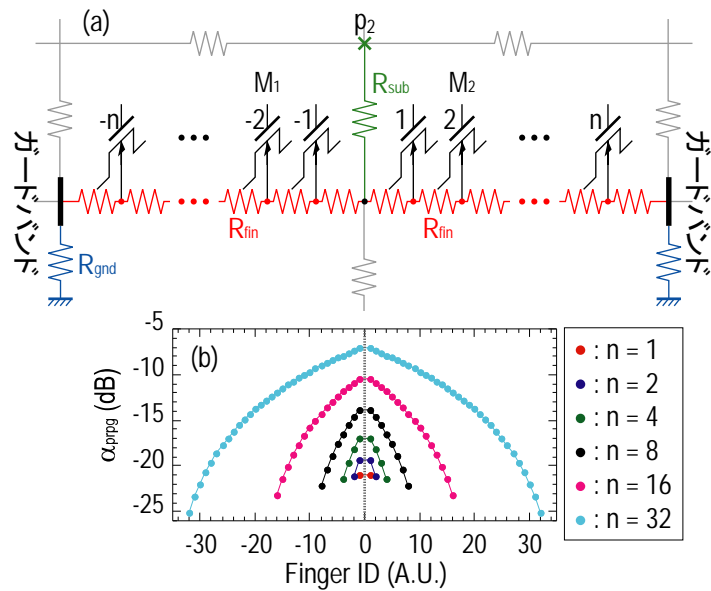 (a)
p2
Rsub
M1
M2
-n
-2
-1
1
2
n
ガードバンド
ガードバンド
Rfin
Rfin
Rgnd
(b)
αprpg (dB)
-5
-10
-15
-20
-25
-30
-20
-10
0
10
20
30
Finger ID (A.U.)
: n = 1
: n = 2
: n = 4
: n = 8
: n = 16
: n = 32